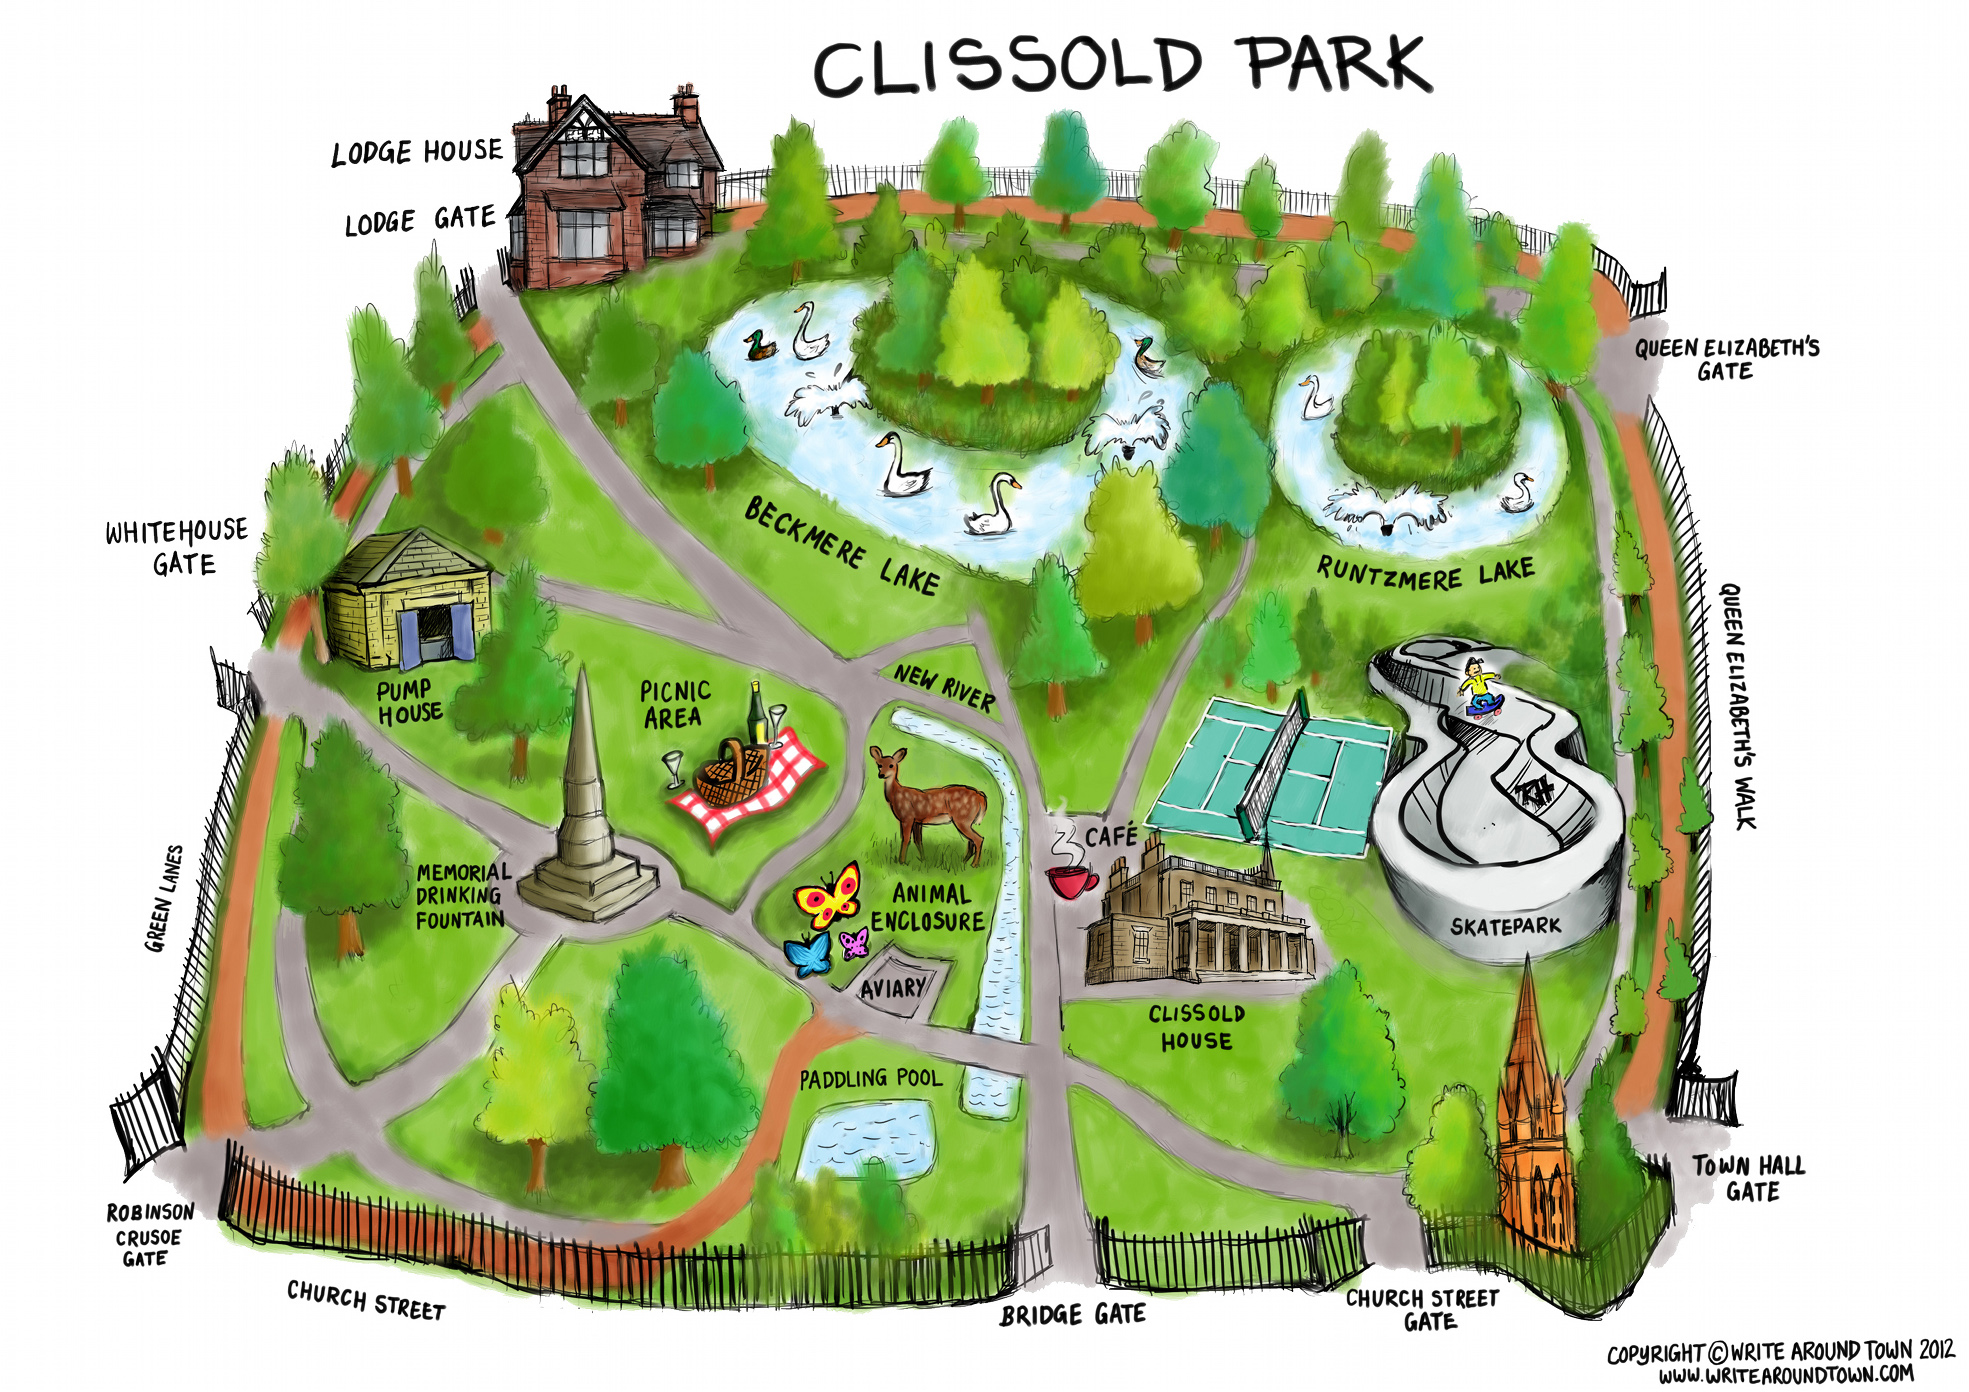 CLISSOLD PARK
LODGE HOUSE
LODGE GATE
QUEEN ELIZABETH'S
GATE
WHITEHOUSE
GATE
BECKMERE LAKE
RUNTZMERE LAKE
QUEEN ELIZABETH'S WALK
PUMP
HOUSE
PICNIC
AREA
NEW RIVER
CAFÉ
MEMORIAL
DRINKING
FOUNTAIN
ANIMAL
ENCLOSURE
GREEN LANES
SKATEPARK
AVIARY
CLISSOLD
HOUSE
PADDLING POOL
TOWN HALL
GATE
ROBINSON
CRUSOE
GATE
CHURCH STREET
BRIDGE GATE
CHURCH STREET
GATE
COPYRIGHT © WRITE AROUND TOWN 2012
WWW.WRITEAROUNDTOWN.COM